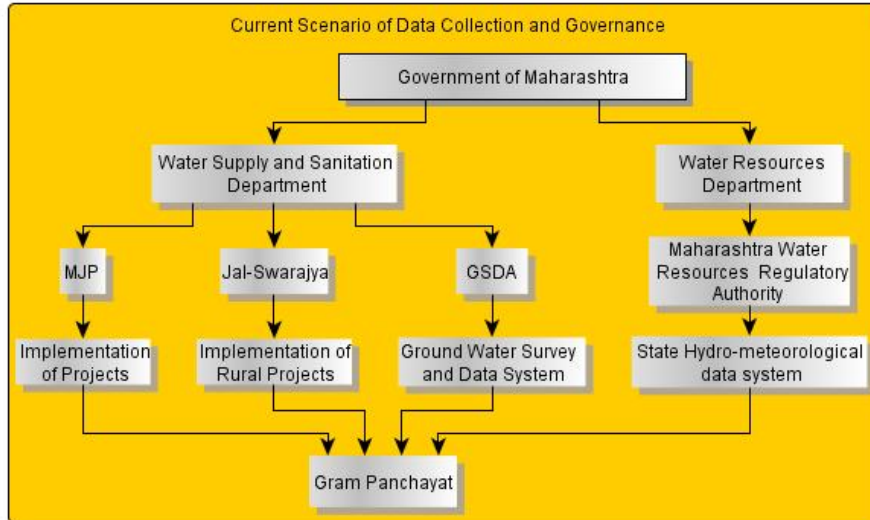 Current Scenario of Data Collection and Governance
Government of Maharashtra
Water Supply and Sanitation
Department
Water Resources
Department
MJP
Jal-Swarajya
GSDA
Maharashtra Water
Resources Regulatory
Authority
Implementation
of Projects
Implementation of
Rural Projects
Ground Water Survey
and Data System
State Hydro-meteorological
data system
Gram Panchayat